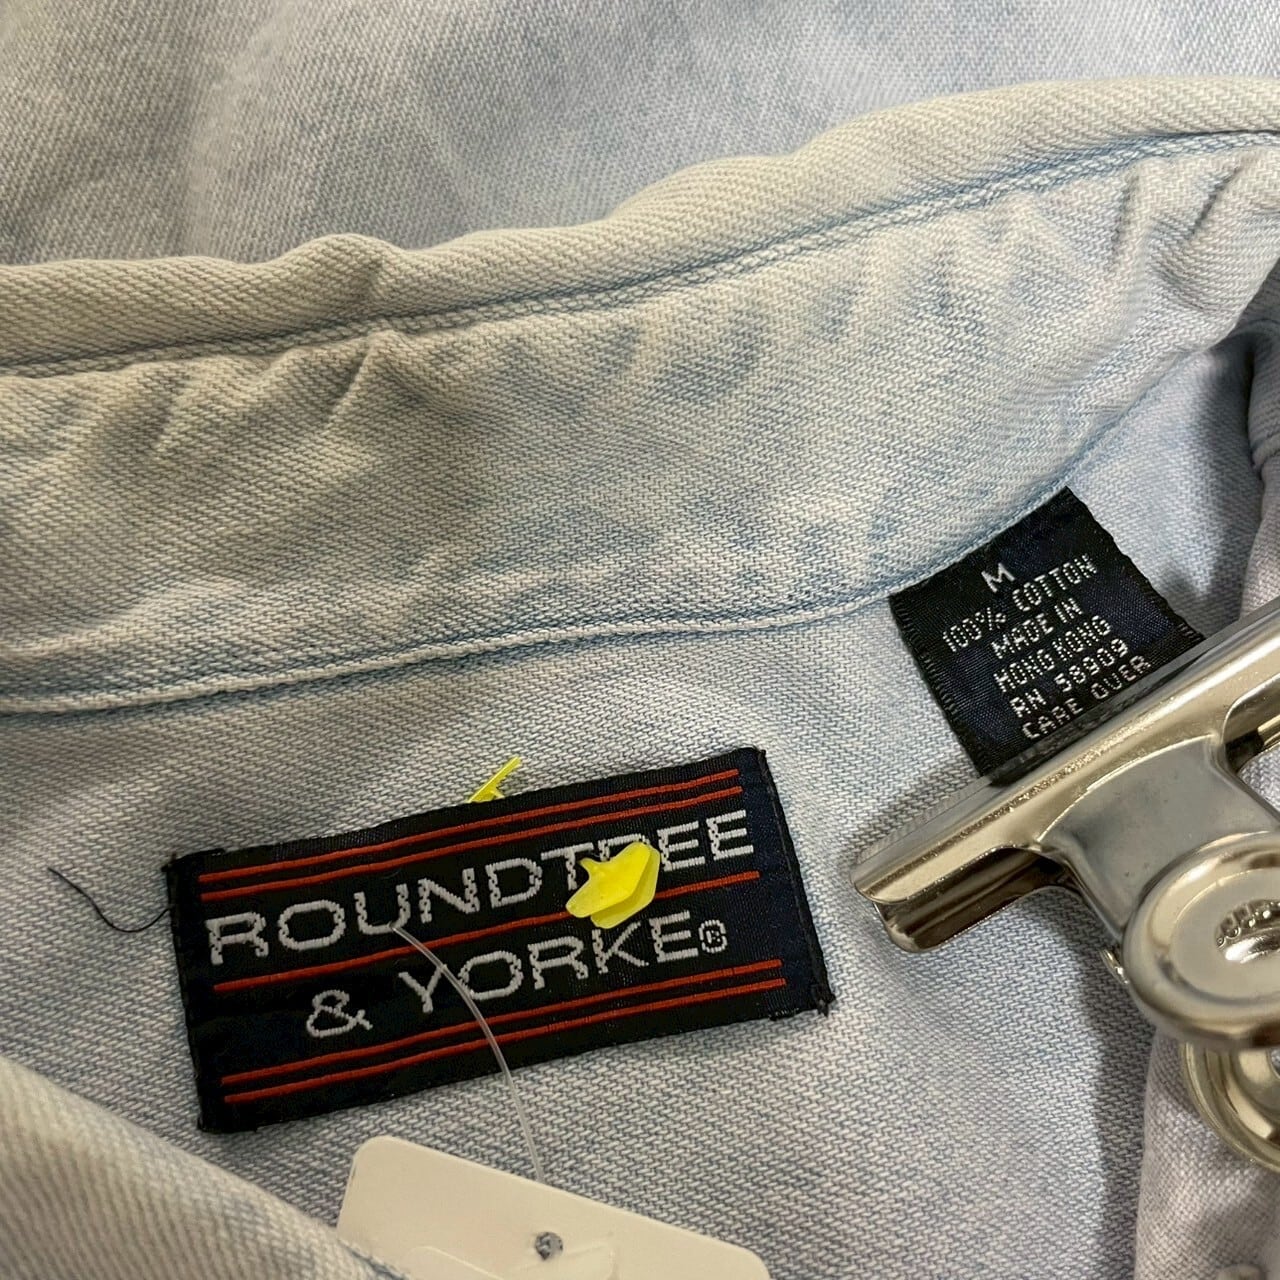 M
100% COTTON
MADE IN
HONG KONG
RN 58909
CARE OVER
ROUNDTREE
& YORKE®